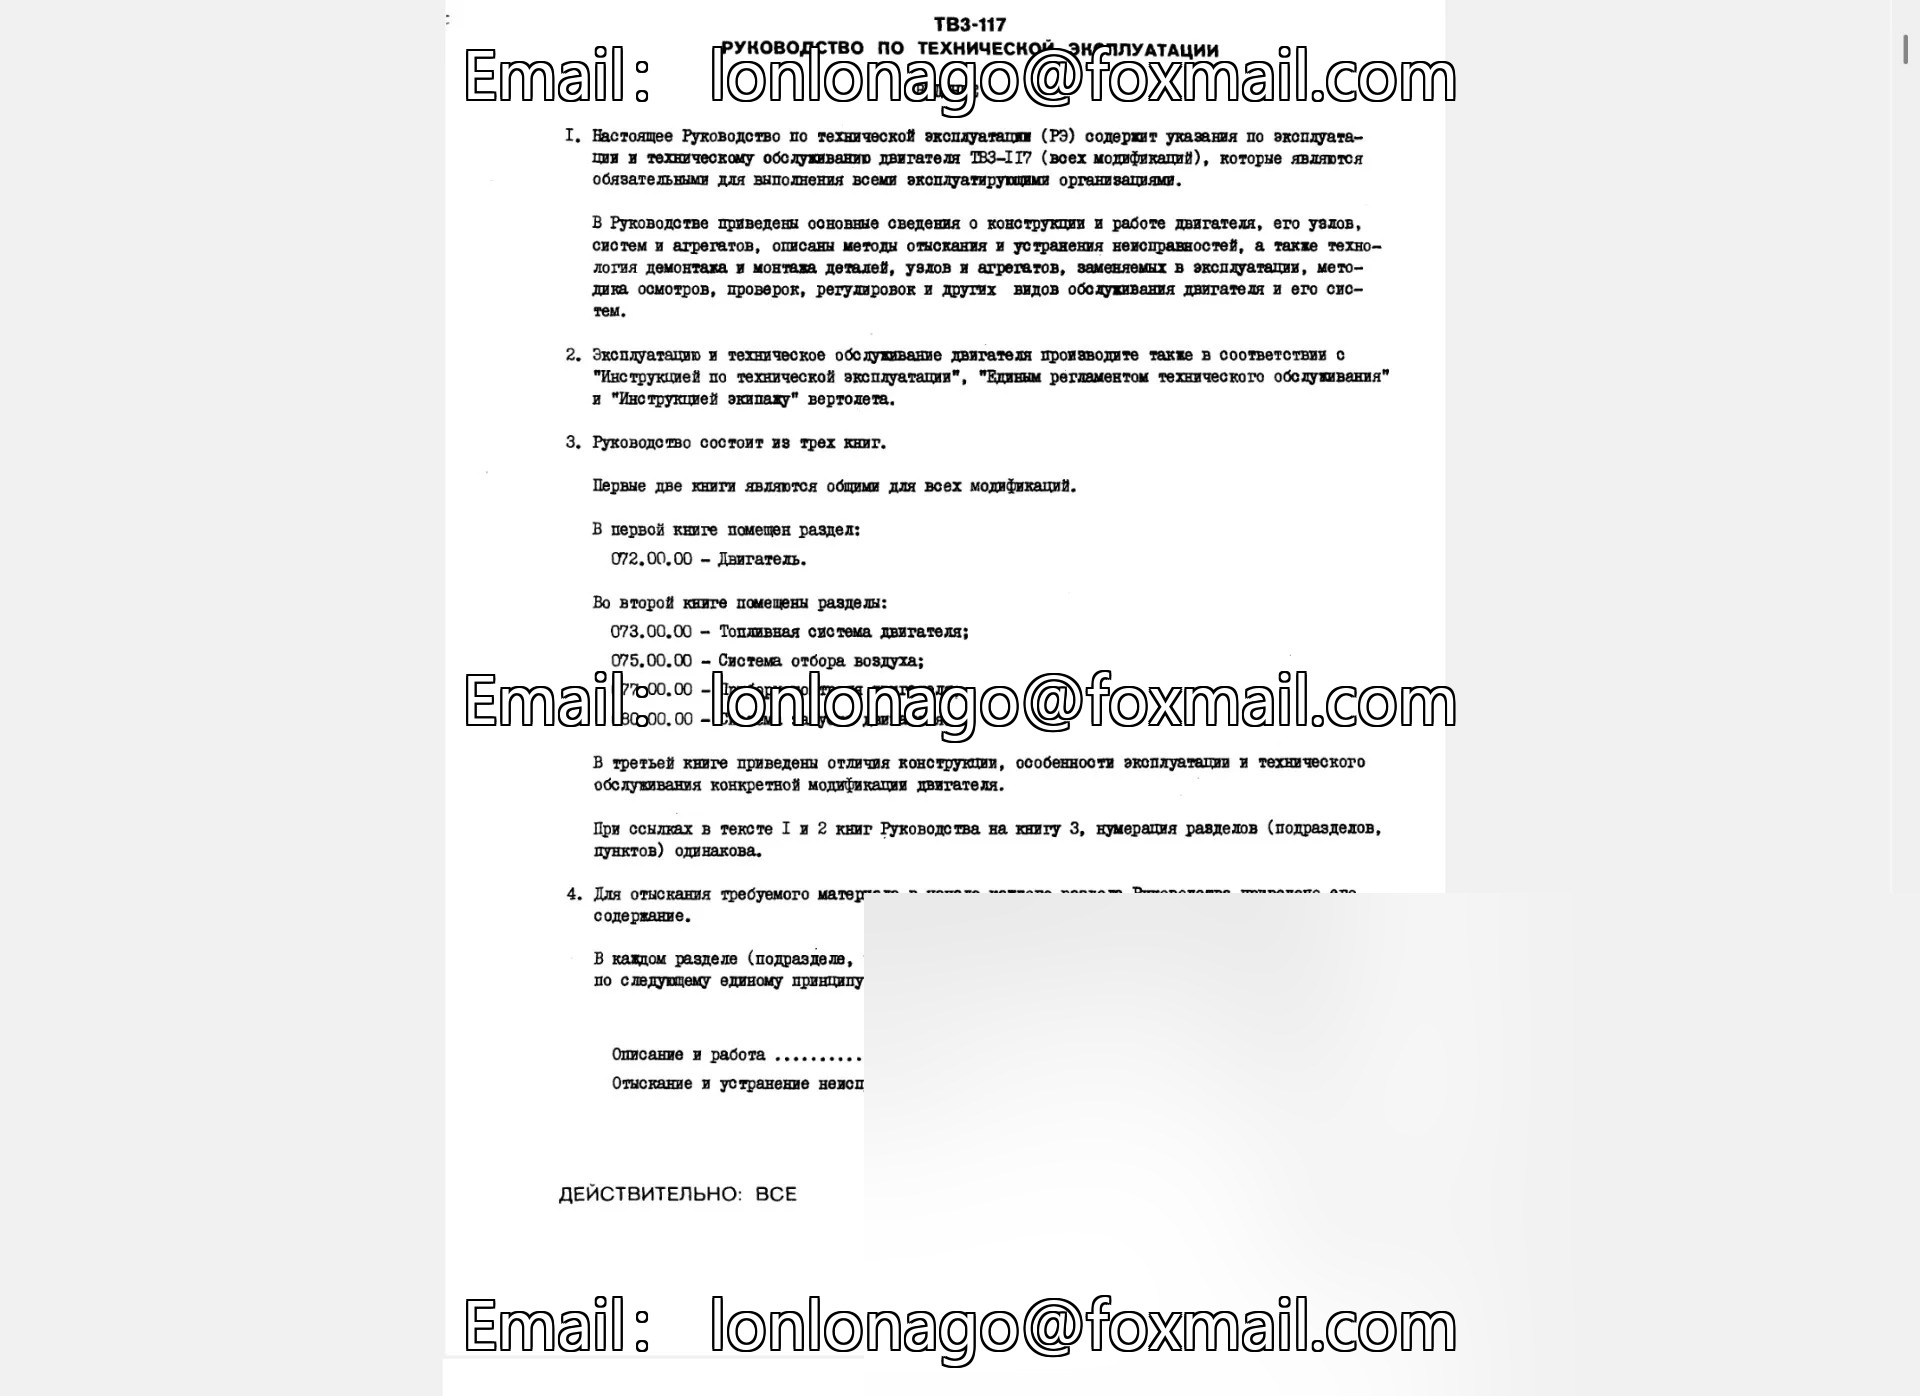 ТВ3-117
РУКОВОДСТВО ПО ТЕХНИЧЕСКОЙ ЭКСПЛУАТАЦИИ
Email： lonlonago@foxmail.com
I. Настоящее Руководство по технической эксплуатации (РЭ) содержит указания по эксплуата-
ции и техническому обслуживанию двигателя ТВ3-II7 (всех модификаций), которые являются
обязательными для выполнения всеми эксплуатирующими организациями.
В Руководстве приведены основные сведения о конструкции и работе двигателя, его узлов,
систем и агрегатов, описаны методы отыскания и устранения неисправностей, а также техно-
логия демонтажа и монтажа деталей, узлов и агрегатов, заменяемых в эксплуатации, мето-
дика осмотров, проверок, регулировок и других видов обслуживания двигателя и его сис-
тем.
2. Эксплуатацию и техническое обслуживание двигателя производите также в соответствии с
"Инструкцией по технической эксплуатации", "Единым регламентом технического обслуживания"
и "Инструкцией экипажу" вертолета.
3. Руководство состоит из трех книг.
Первые две книги являются общими для всех модификаций.
В первой книге помещен раздел:
072.00.00 - Двигатель.
Во второй книге помещены разделы:
073.00.00 - Топливная система двигателя;
075.00.00 - Система отбора воздуха;
Email： lonlonago@foxmail.com
В третьей книге приведены отличия конструкции, особенности эксплуатации и технического
обслуживания конкретной модификации двигателя.
При ссылках в тексте I и 2 книг Руководства на книгу 3, нумерация разделов (подразделов,
пунктов) одинакова.
4. Для отыскания требуемого
содержание.
В каждом разделе (подразделе,
по следующему единому принципу
Описание и работа ..........
Отыскание и устранение неисп
ДЕЙСТВИТЕЛЬНО: ВСЕ
Email： lonlonago@foxmail.com